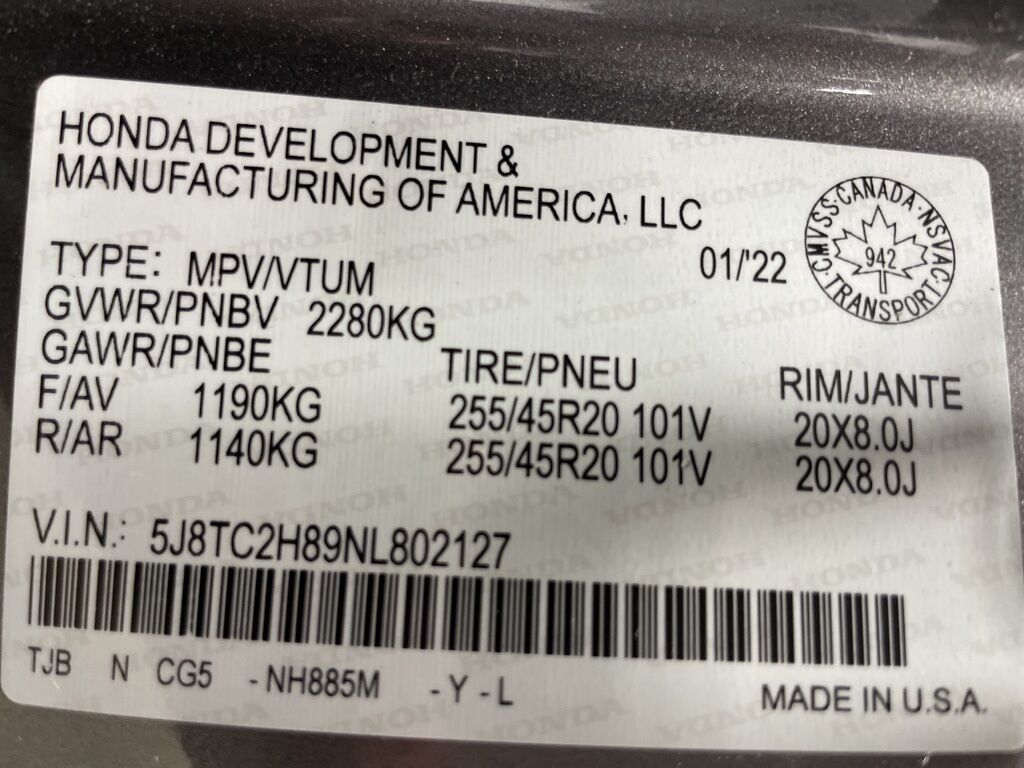 HONDA DEVELOPMENT &
MANUFACTURING OF AMERICA, LLC
01/'22
CMVSS·CANADA·NSVAC·TRANSPORT·
942
TYPE: MPV/VTUM
GVWR/PNBV 2280KG
GAWR/PNBE TIRE/PNEU RIM/JANTE
F/AV 1190KG 255/45R20 101V 20X8.0J
R/AR 1140KG 255/45R20 101V 20X8.0J
V.I.N.: 5J8TC2H89NL802127
TJB N CG5 -NH885M -Y-L
MADE IN U.S.A.